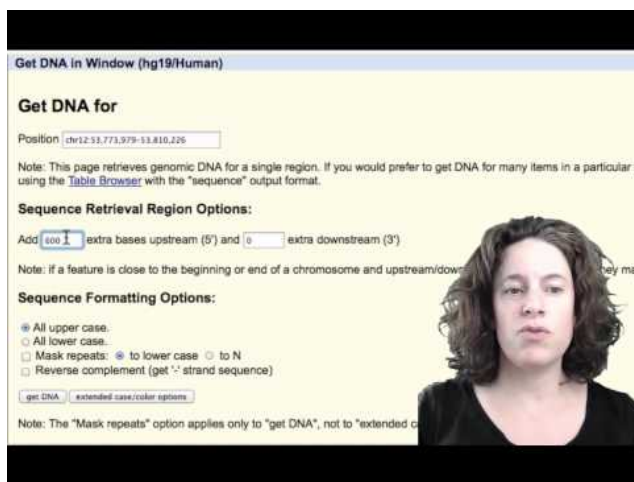 Get DNA in Window (hg19/Human)
Get DNA for
Position chr12:53,773,979-53,810,226
Note: This page retrieves genomic DNA for a single region. If you would prefer to get DNA for many items in a particular
using the Table Browser with the "sequence" output format.
Sequence Retrieval Region Options:
Add 600 extra bases upstream (5') and 0 extra downstream (3')
Note: if a feature is close to the beginning or end of a chromosome and upstream/dow ey ma
Sequence Formatting Options:
All upper case.
All lower case.
Mask repeats: to lower case to N
Reverse complement (get '-' strand sequence)
get DNA extended case/color options
Note: The "Mask repeats" option applies only to "get DNA", not to "extended c